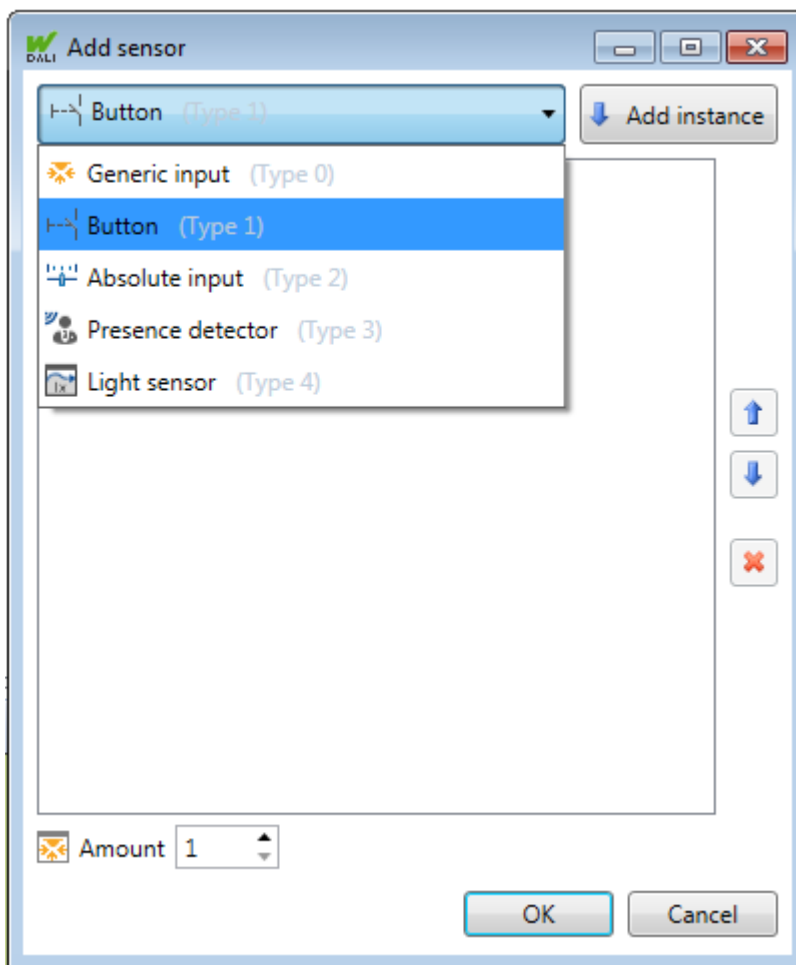 DALI Add sensor
Button (Type 1) Add instance
Generic input (Type 0)
Button (Type 1)
Absolute input (Type 2)
Presence detector (Type 3)
Light sensor (Type 4)
Amount 1
OK Cancel